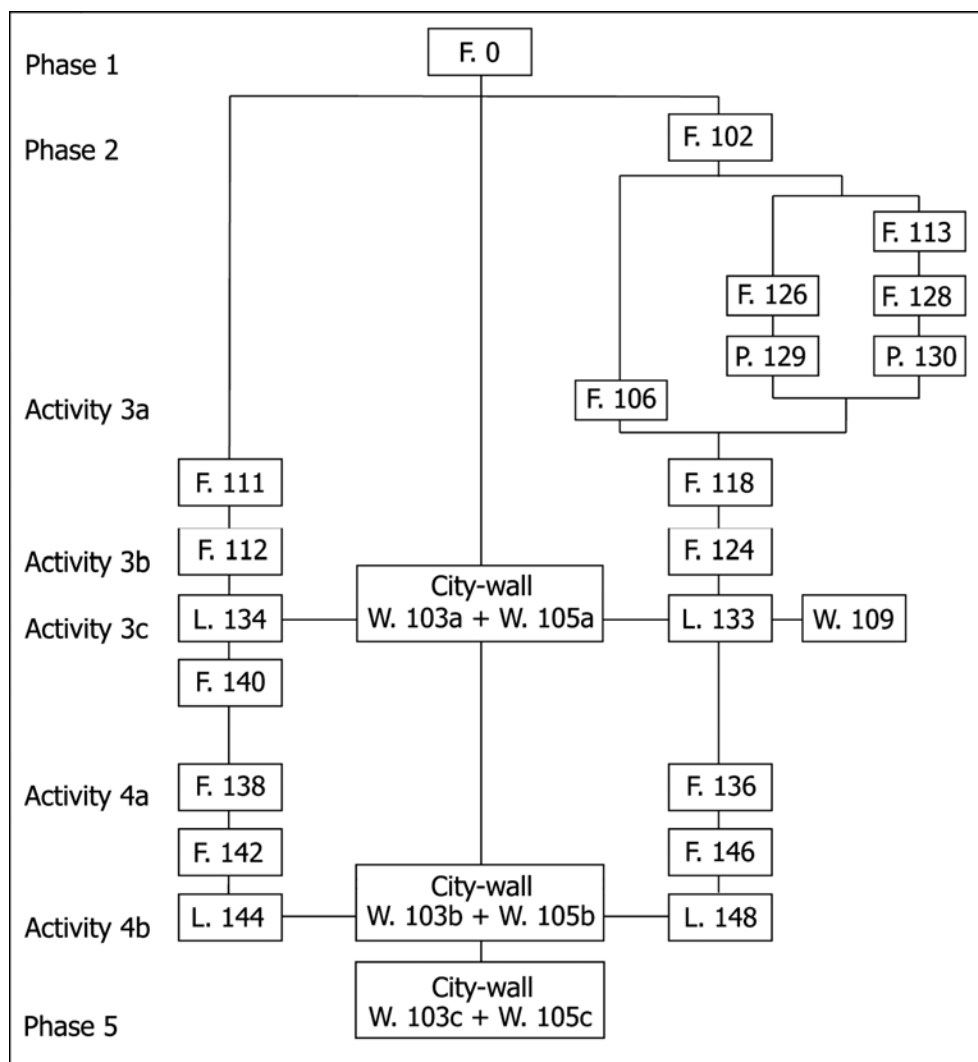 Phase 1
F. 0
Phase 2
F. 102
F. 113
F. 126
F. 128
P. 129
P. 130
Activity 3a
F. 106
F. 111
F. 118
Activity 3b
F. 112
F. 124
City-wall
W. 103a + W. 105a
Activity 3c
L. 134
L. 133
W. 109
F. 140
Activity 4a
F. 138
F. 136
F. 142
F. 146
City-wall
W. 103b + W. 105b
Activity 4b
L. 144
L. 148
City-wall
W. 103c + W. 105c
Phase 5